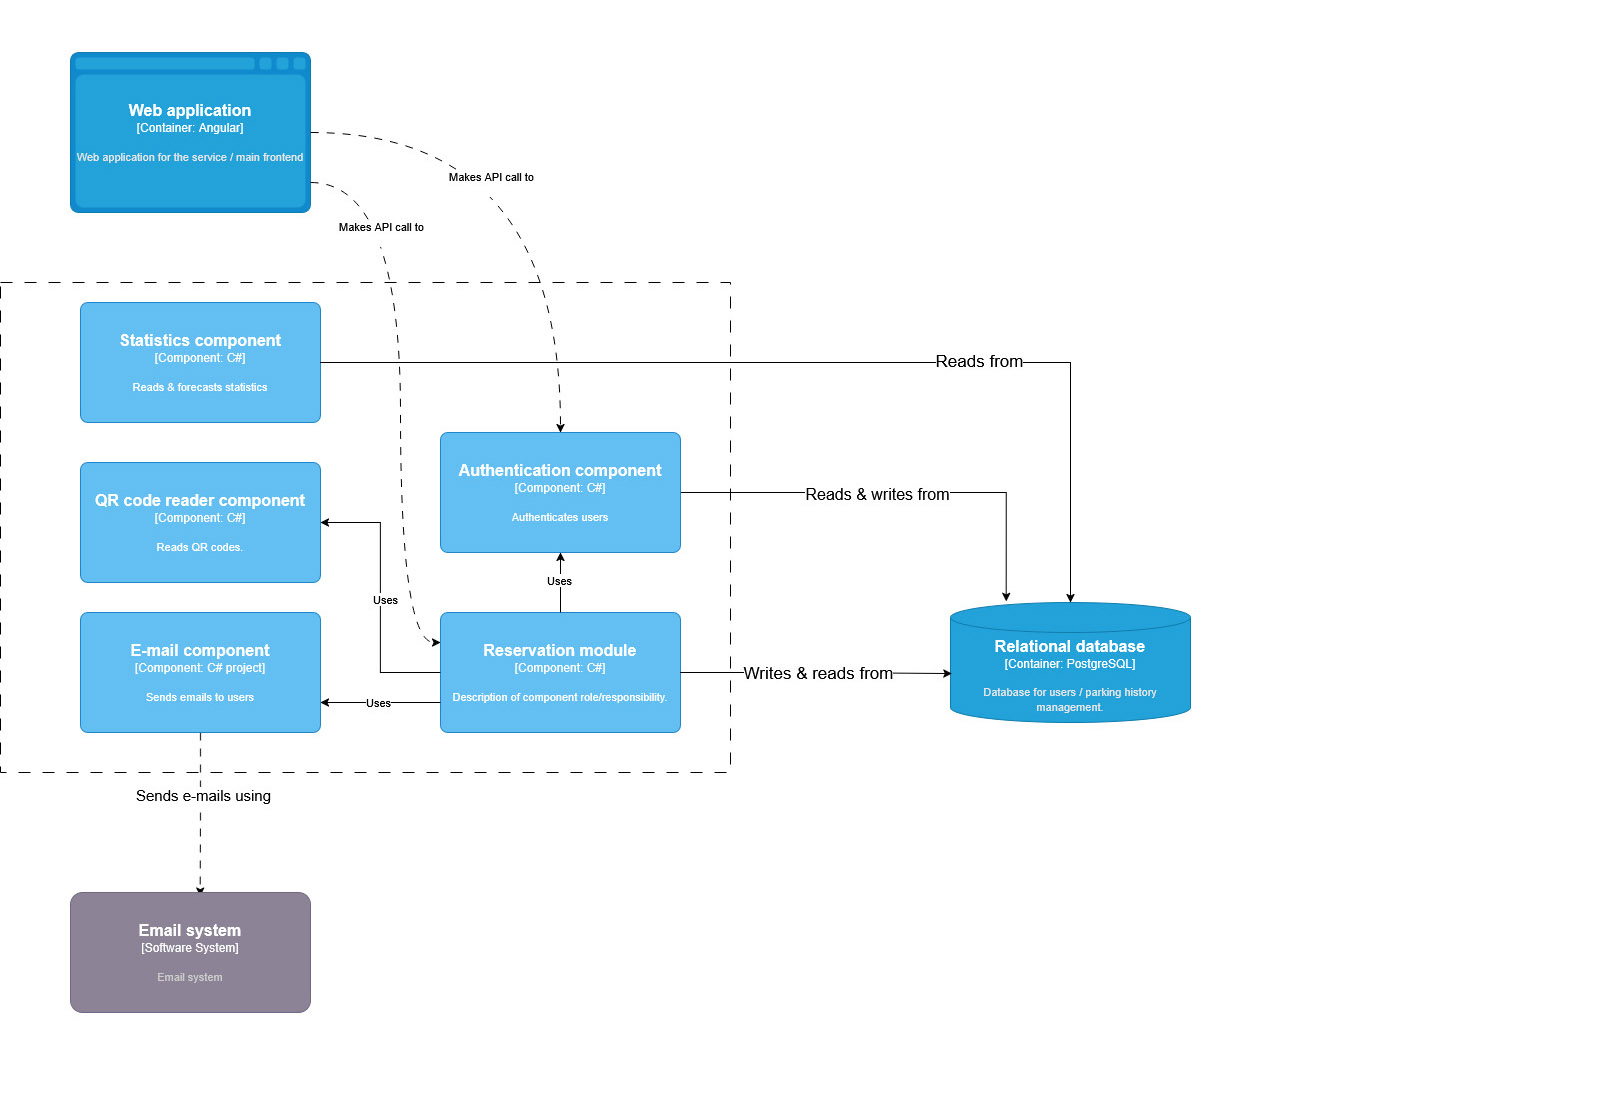 Web application
[Container: Angular]
Web application for the service / main frontend
Makes API call to
Makes API call to
Statistics component
[Component: C#]
Reads & forecasts statistics
Reads from
Authentication component
[Component: C#]
Authenticates users
Reads & writes from
QR code reader component
[Component: C#]
Reads QR codes.
Uses
Uses
E-mail component
[Component: C# project]
Sends emails to users
Uses
Reservation module
[Component: C#]
Description of component role/responsibility.
Writes & reads from
Relational database
[Container: PostgreSQL]
Database for users / parking history
management.
Sends e-mails using
Email system
[Software System]
Email system